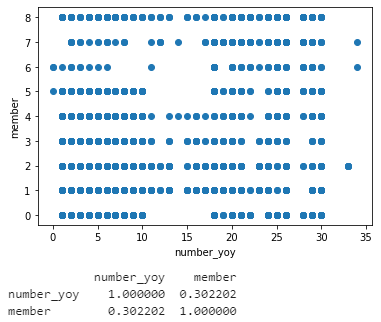 8
7
6
5
4
3
2
1
0
member
0 5 10 15 20 25 30 35
number_yoy
number_yoy member
number_yoy 1.000000 0.302202
member 0.302202 1.000000